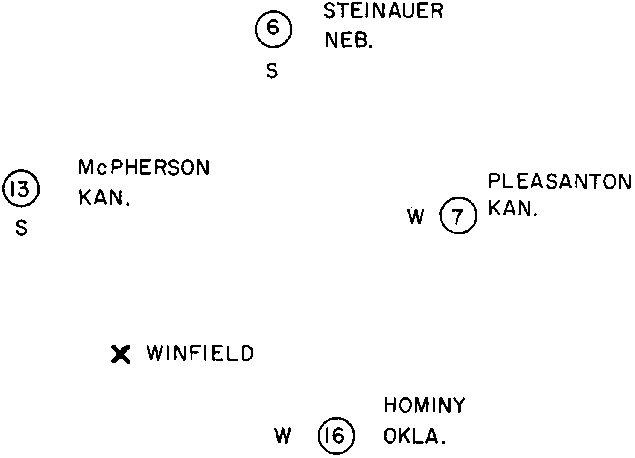 6
STEINAUER
NEB.
S
13
McPHERSON
KAN.
S
W
7
PLEASANTON
KAN.
X WINFIELD
W
16
HOMINY
OKLA.